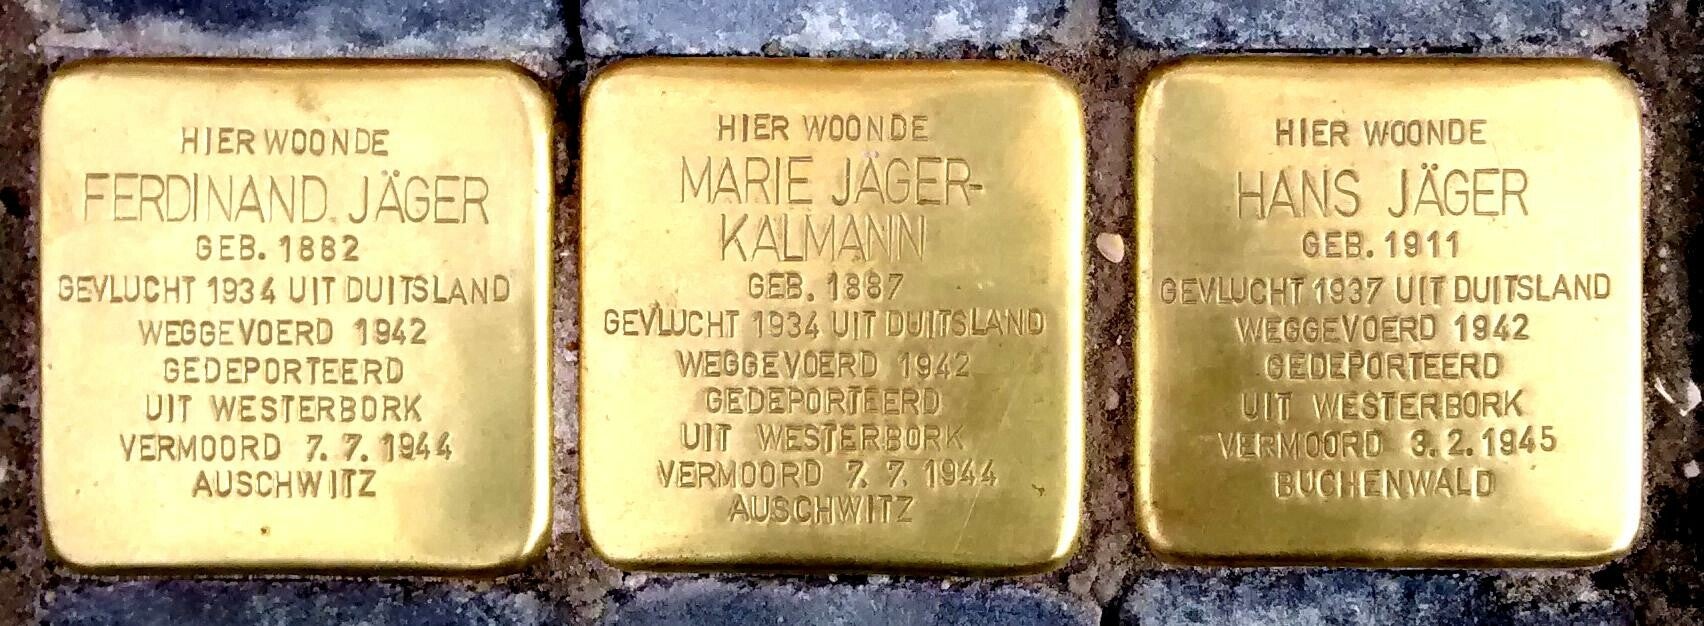 HIER WOONDE
FERDINAND JÄGER
GEB. 1882
GEVLUCHT 1934 UIT DUITSLAND
WEGGEVOERD 1942
GEDEPORTEERD
UIT WESTERBORK
VERMOORD 7.7.1944
AUSCHWITZ
HIER WOONDE
MARIE JÄGER-
KALMANN
GEB. 1887
GEVLUCHT 1934 UIT DUITSLAND
WEGGEVOERD 1942
GEDEPORTEERD
UIT WESTERBORK
VERMOORD 7.7.1944
AUSCHWITZ
HIER WOONDE
HANS JÄGER
GEB. 1911
GEVLUCHT 1937 UIT DUITSLAND
WEGGEVOERD 1942
GEDEPORTEERD
UIT WESTERBORK
VERMOORD 3.2.1945
BUCHENWALD